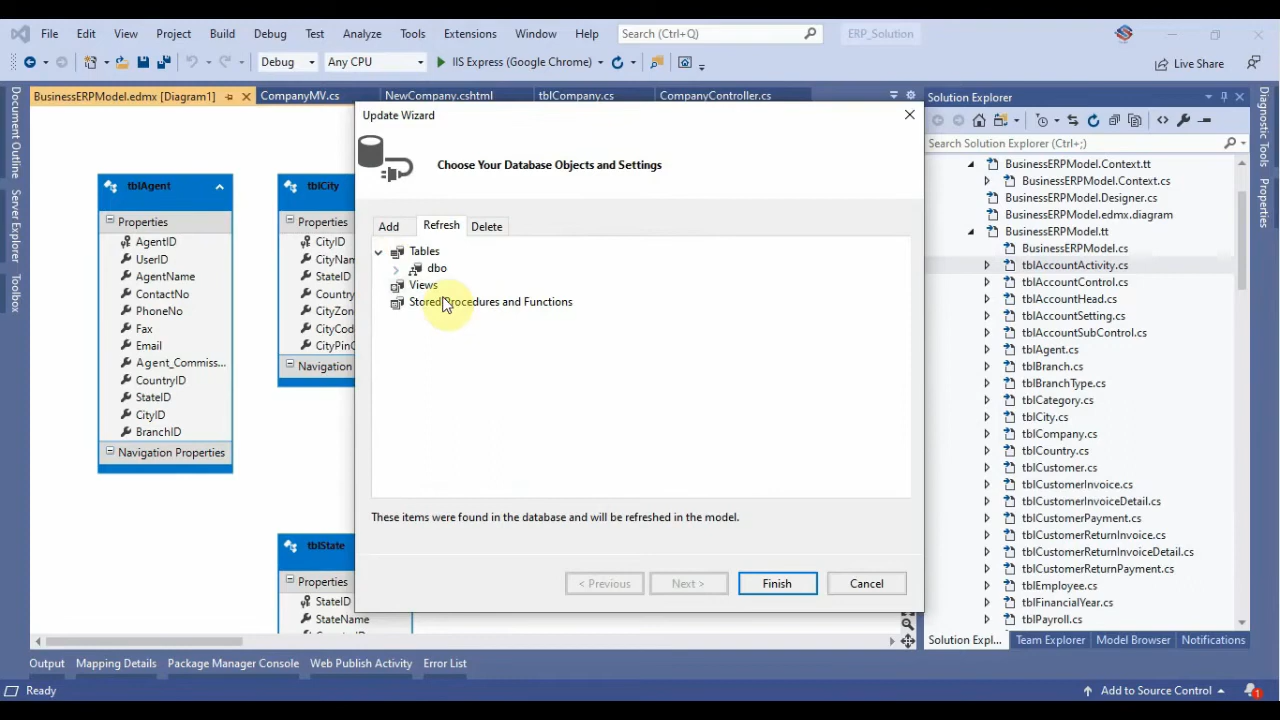 File Edit View Project Build Debug Test Analyze Tools Extensions Window Help Search (Ctrl+Q) ERP_Solution
Debug Any CPU IIS Express (Google Chrome) Live Share
BusinessERPModel.edmx [Diagram1] CompanyMV.cs NewCompany.cshtml tblCompany.cs CompanyController.cs
Document Outline
Server Explorer
Toolbox
tblAgent
Properties
AgentID
UserID
AgentName
ContactNo
PhoneNo
Fax
Email
Agent_Commiss...
CountryID
StateID
CityID
BranchID
Navigation Properties
tblCity
Properties
CityID
CityNam
StateID
Country
CityZon
CityCod
CityPinC
Navigation
tblState
Properties
StateID
StateName
Update Wizard
Choose Your Database Objects and Settings
Add Refresh Delete
Tables
dbo
Views
Stored Procedures and Functions
These items were found in the database and will be refreshed in the model.
< Previous Next > Finish Cancel
Solution Explorer
Search Solution Explorer (Ctrl+;)
BusinessERPModel.Context.tt
BusinessERPModel.Context.cs
BusinessERPModel.Designer.cs
BusinessERPModel.edmx.diagram
BusinessERPModel.tt
BusinessERPModel.cs
tblAccountActivity.cs
tblAccountControl.cs
tblAccountHead.cs
tblAccountSetting.cs
tblAccountSubControl.cs
tblAgent.cs
tblBranch.cs
tblBranchType.cs
tblCategory.cs
tblCity.cs
tblCompany.cs
tblCountry.cs
tblCustomer.cs
tblCustomerInvoice.cs
tblCustomerInvoiceDetail.cs
tblCustomerPayment.cs
tblCustomerReturnInvoice.cs
tblCustomerReturnInvoiceDetail.cs
tblCustomerReturnPayment.cs
tblEmployee.cs
tblFinancialYear.cs
tblPayroll.cs
Solution Expl... Team Explorer Model Browser Notifications
Diagnostic Tools
Properties
Output Mapping Details Package Manager Console Web Publish Activity Error List
Ready Add to Source Control 1